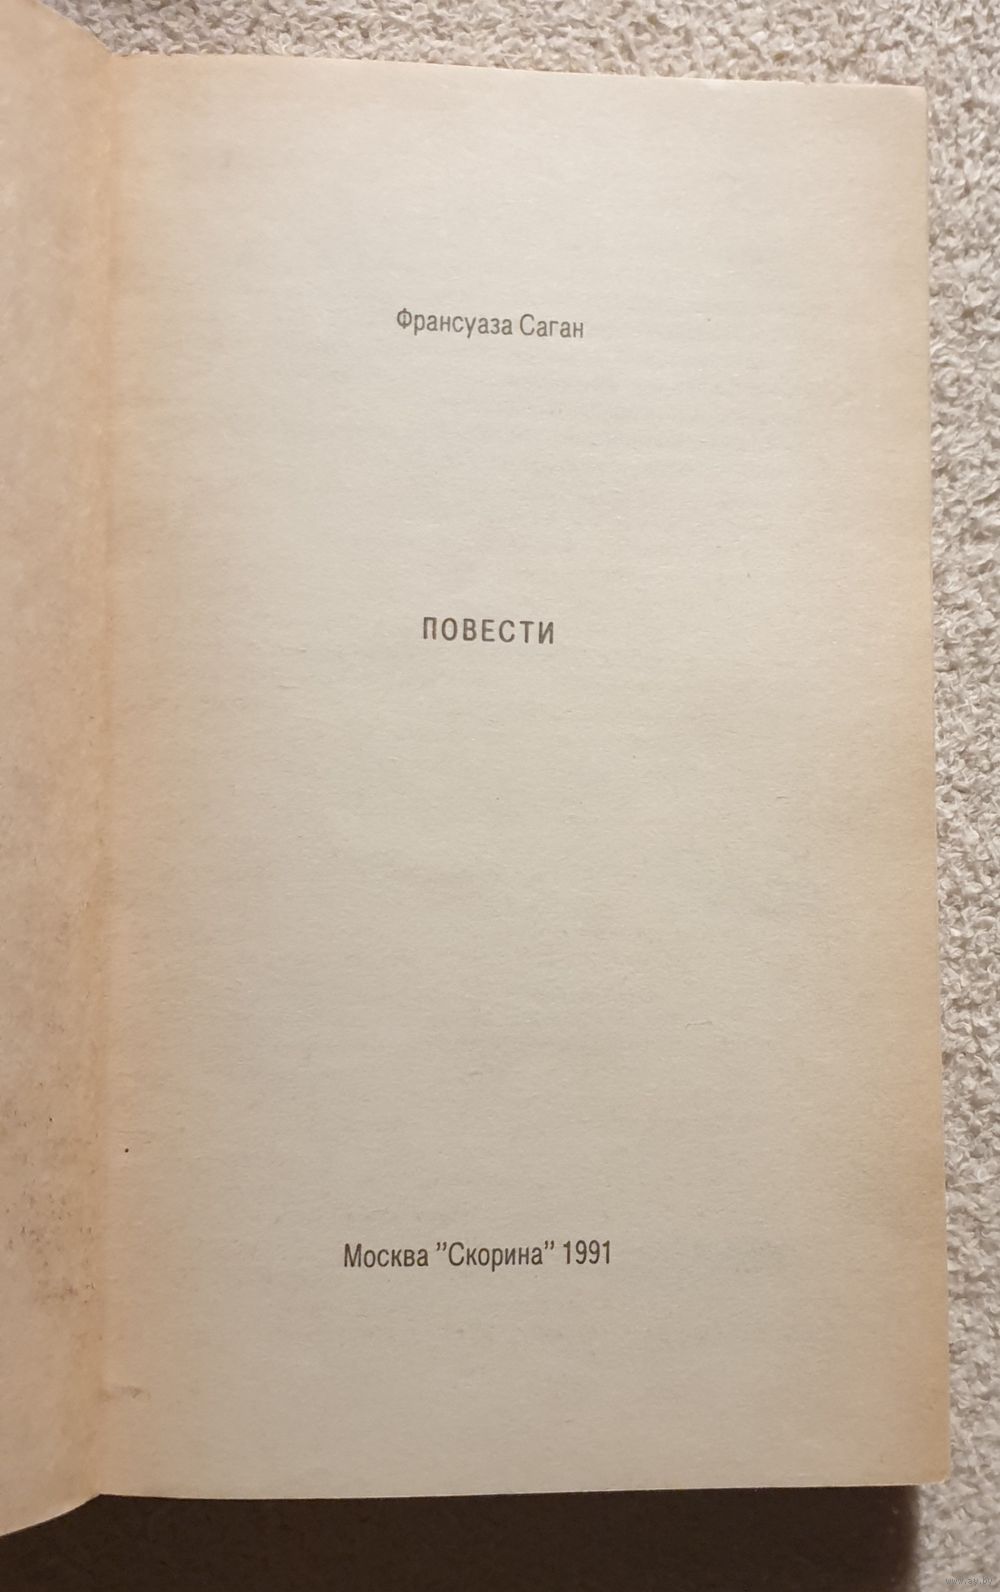 Франсуаза Саган
ПОВЕСТИ
Москва "Скорина" 1991